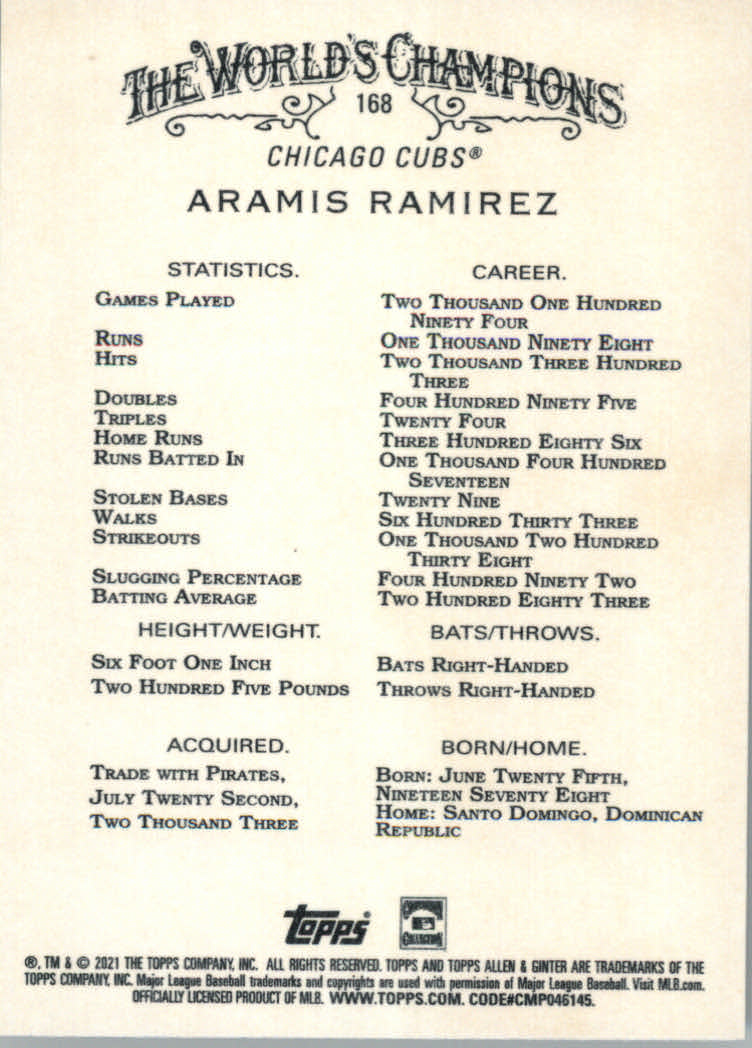 THE WORLD'S CHAMPIONS
168
CHICAGO CUBS®
ARAMIS RAMIREZ
STATISTICS. CAREER.
GAMES PLAYED TWO THOUSAND ONE HUNDRED
NINETY FOUR
RUNS ONE THOUSAND NINETY EIGHT
HITS TWO THOUSAND THREE HUNDRED
THREE
DOUBLES FOUR HUNDRED NINETY FIVE
TRIPLES TWENTY FOUR
HOME RUNS THREE HUNDRED EIGHTY SIX
RUNS BATTED IN ONE THOUSAND FOUR HUNDRED
SEVENTEEN
STOLEN BASES TWENTY NINE
WALKS SIX HUNDRED THIRTY THREE
STRIKEOUTS ONE THOUSAND TWO HUNDRED
THIRTY EIGHT
SLUGGING PERCENTAGE FOUR HUNDRED NINETY TWO
BATTING AVERAGE TWO HUNDRED EIGHTY THREE
HEIGHT/WEIGHT. BATS/THROWS.
SIX FOOT ONE INCH BATS RIGHT-HANDED
TWO HUNDRED FIVE POUNDS THROWS RIGHT-HANDED
ACQUIRED.
TRADE WITH PIRATES,
JULY TWENTY SECOND,
TWO THOUSAND THREE
BORN/HOME.
BORN: JUNE TWENTY FIFTH,
NINETEEN SEVENTY EIGHT
HOME: SANTO DOMINGO, DOMINICAN
REPUBLIC
topps®
COOPERSTOWN
COLLECTION
®, TM & © 2021 THE TOPPS COMPANY, INC. ALL RIGHTS RESERVED. TOPPS AND TOPPS ALLEN & GINTER ARE TRADEMARKS OF THE
TOPPS COMPANY, INC. Major League Baseball trademarks and copyrights are used with permission of Major League Baseball. Visit MLB.com.
OFFICIALLY LICENSED PRODUCT OF MLB. WWW.TOPPS.COM. CODE#CMP046145.